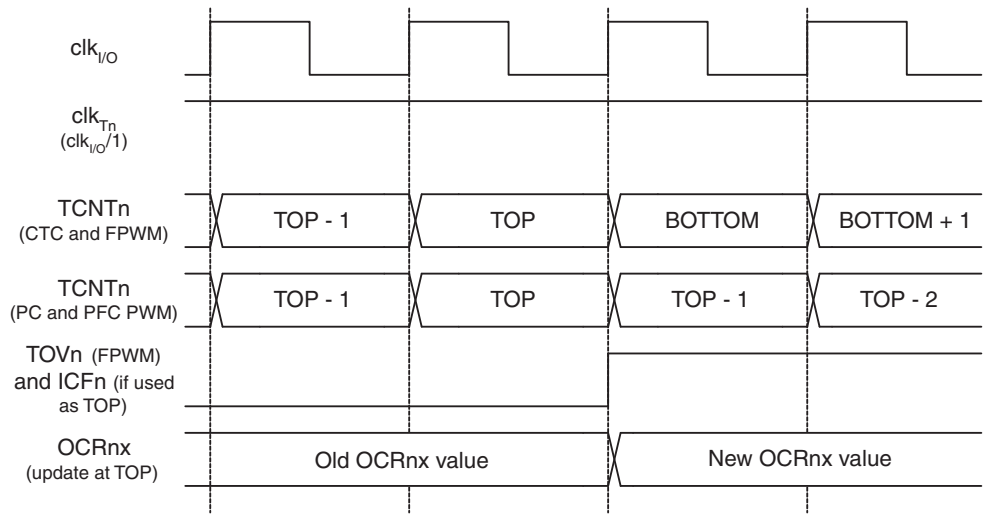 clkI/O
clkTn
(clkI/O/1)
TCNTn
(CTC and FPWM)
TOP - 1 TOP BOTTOM BOTTOM + 1
TCNTn
(PC and PFC PWM)
TOP - 1 TOP TOP - 1 TOP - 2
TOVn (FPWM)
and ICFn (if used
as TOP)
OCRnx
(update at TOP)
Old OCRnx value New OCRnx value